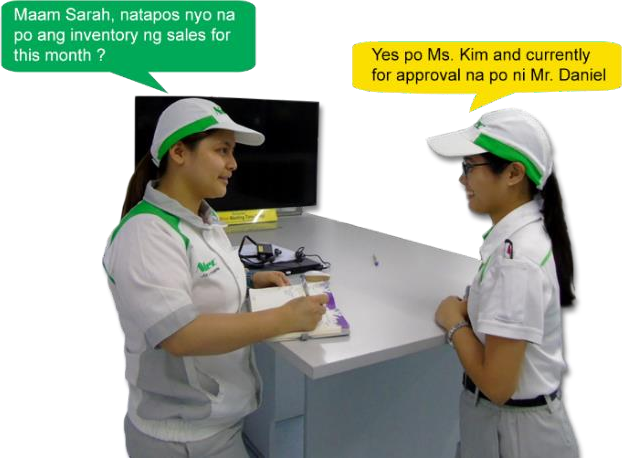 Maam Sarah, natapos nyo na
po ang inventory ng sales for
this month ?
Yes po Ms. Kim and currently
for approval na po ni Mr. Daniel